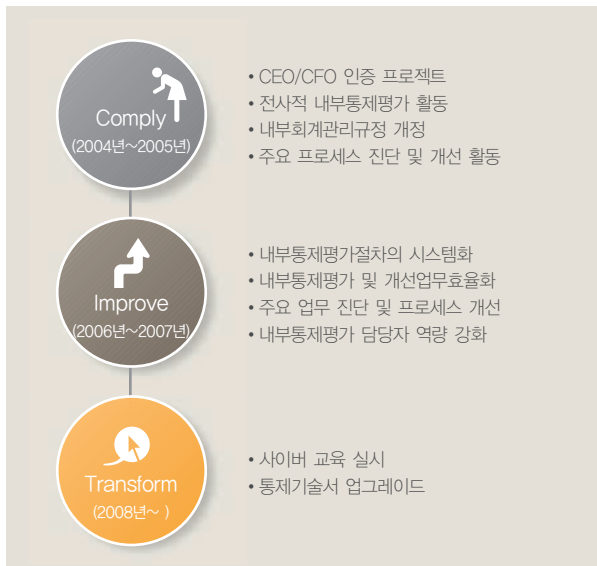 Comply
(2004년~2005년)
• CEO/CFO 인증 프로젝트
• 전사적 내부통제평가 활동
• 내부회계관리규정 개정
• 주요 프로세스 진단 및 개선 활동
Improve
(2006년~2007년)
• 내부통제평가절차의 시스템화
• 내부통제평가 및 개선업무효율화
• 주요 업무 진단 및 프로세스 개선
• 내부통제평가 담당자 역량 강화
Transform
(2008년~ )
• 사이버 교육 실시
• 통제기술서 업그레이드